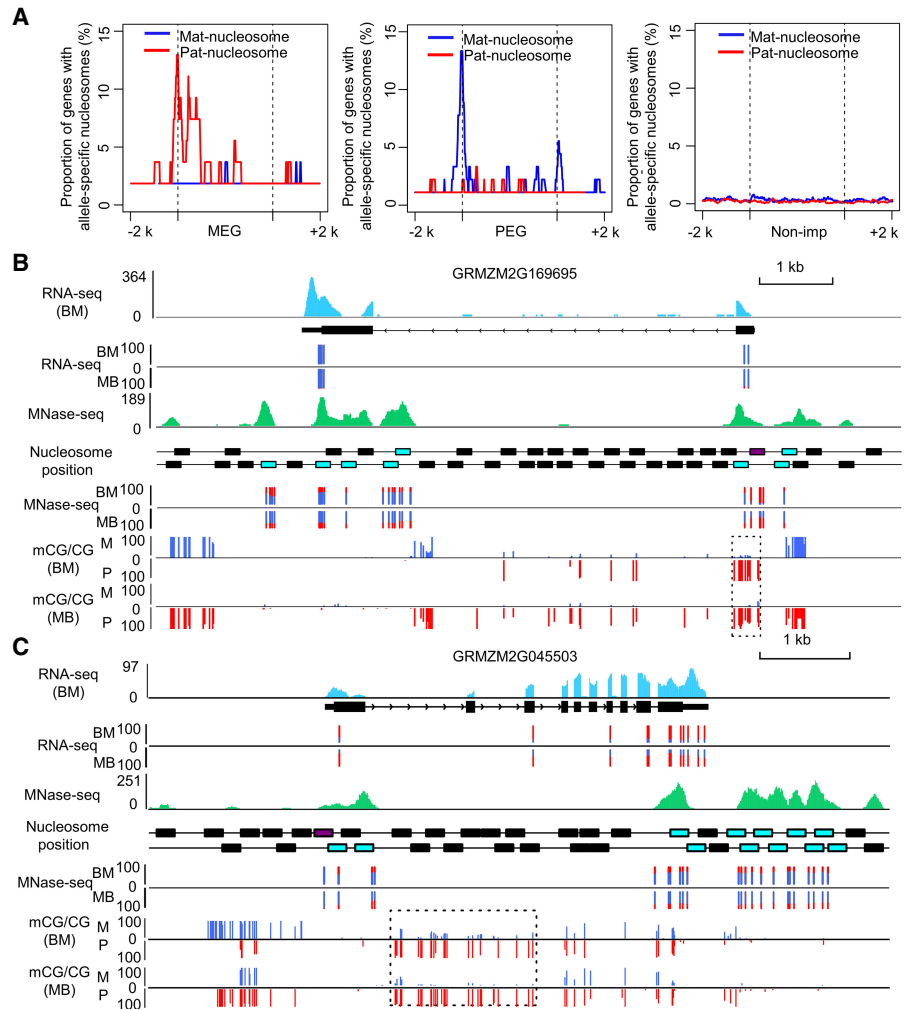 A
Proportion of genes with
allele-specific nucleosomes (%)
15
10
5
0
Mat-nucleosome
Pat-nucleosome
-2 k
MEG
+2 k
Proportion of genes with
allele-specific nucleosomes (%)
15
10
5
0
Mat-nucleosome
Pat-nucleosome
-2 k
PEG
+2 k
Proportion of genes with
allele-specific nucleosomes (%)
15
10
5
0
Mat-nucleosome
Pat-nucleosome
-2 k
Non-imp
+2 k
B
GRMZM2G169695
1 kb
RNA-seq
(BM)
364
0
RNA-seq
BM 100
0
MB 100
MNase-seq
189
0
Nucleosome
position
MNase-seq
BM 100
0
MB 100
mCG/CG
(BM)
M 100
0
P 100
mCG/CG
(MB)
M 100
0
P 100
C
GRMZM2G045503
1 kb
RNA-seq
(BM)
97
0
RNA-seq
BM 100
0
MB 100
MNase-seq
251
0
Nucleosome
position
MNase-seq
BM 100
0
MB 100
mCG/CG
(BM)
M 100
0
P 100
mCG/CG
(MB)
M 100
0
P 100